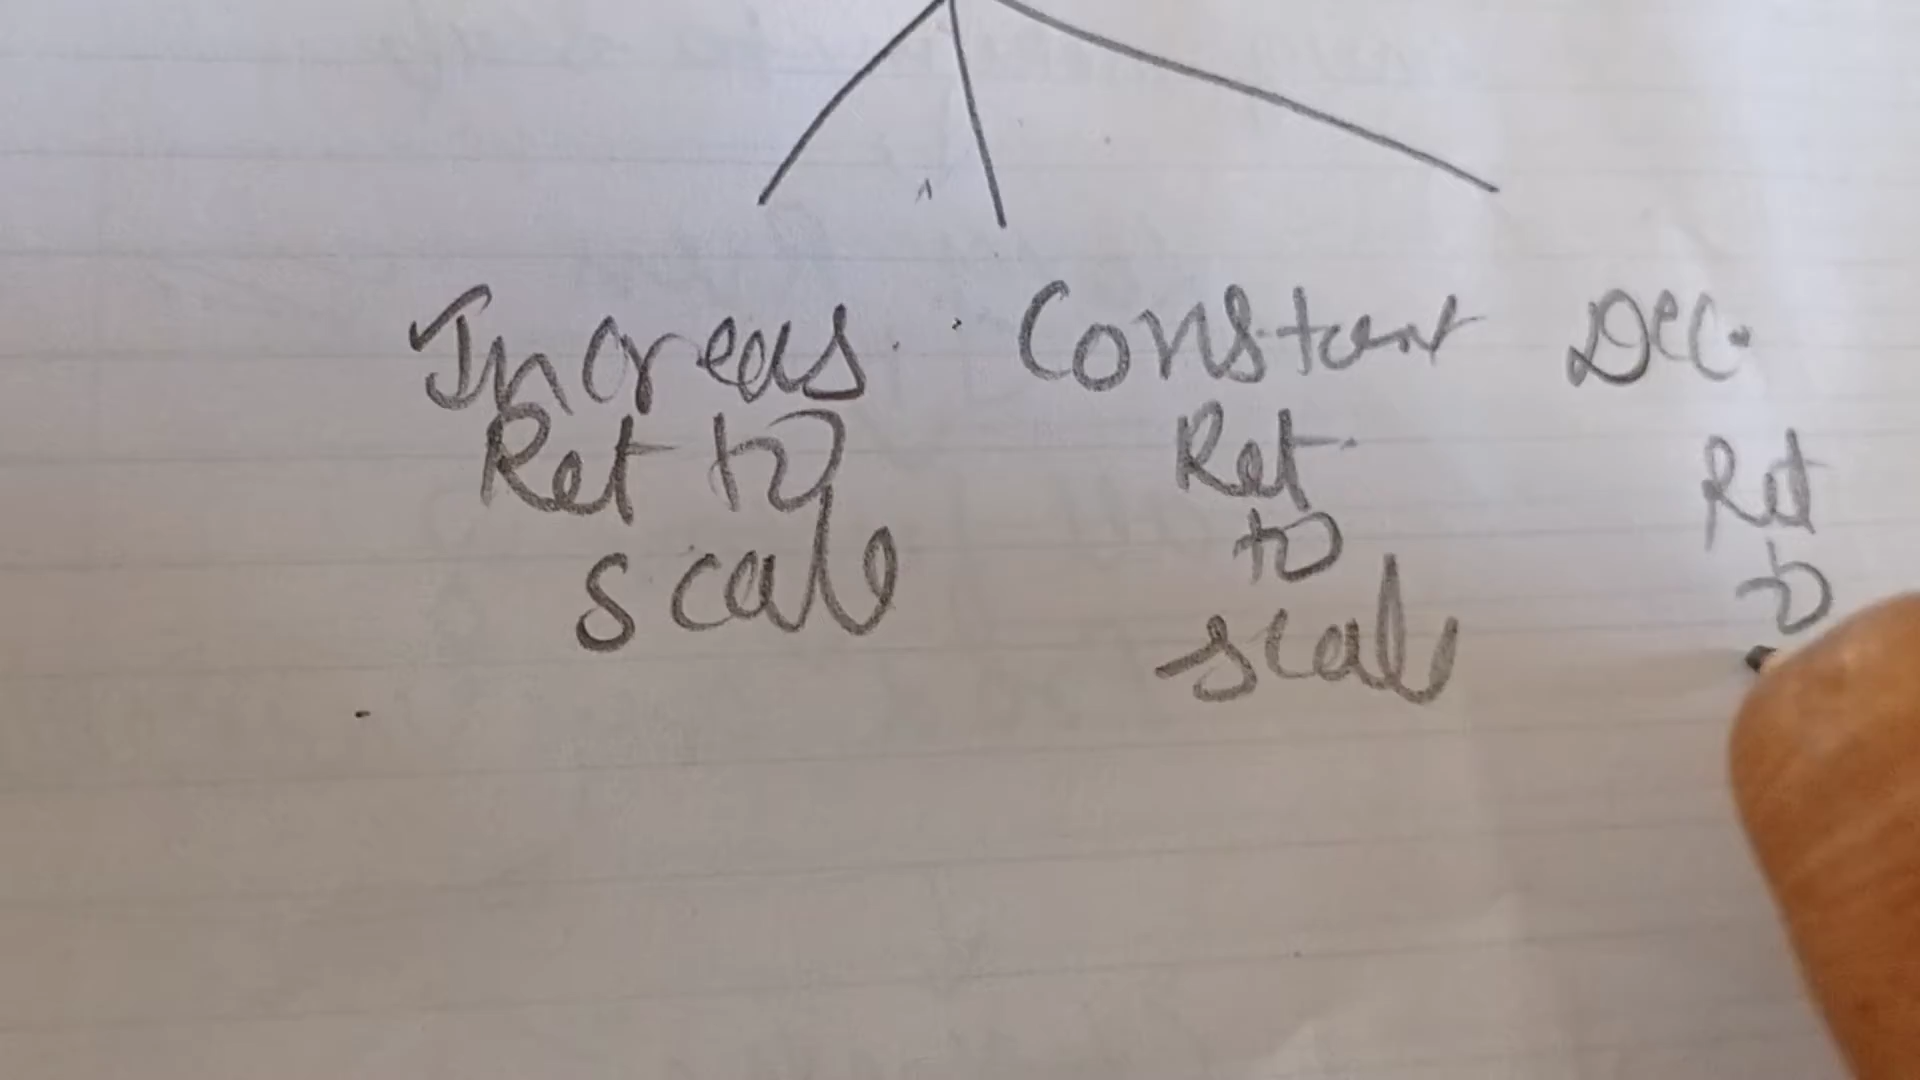 Increas. Constant Dec.
Ret to Ret. Ret
scale to to
scale